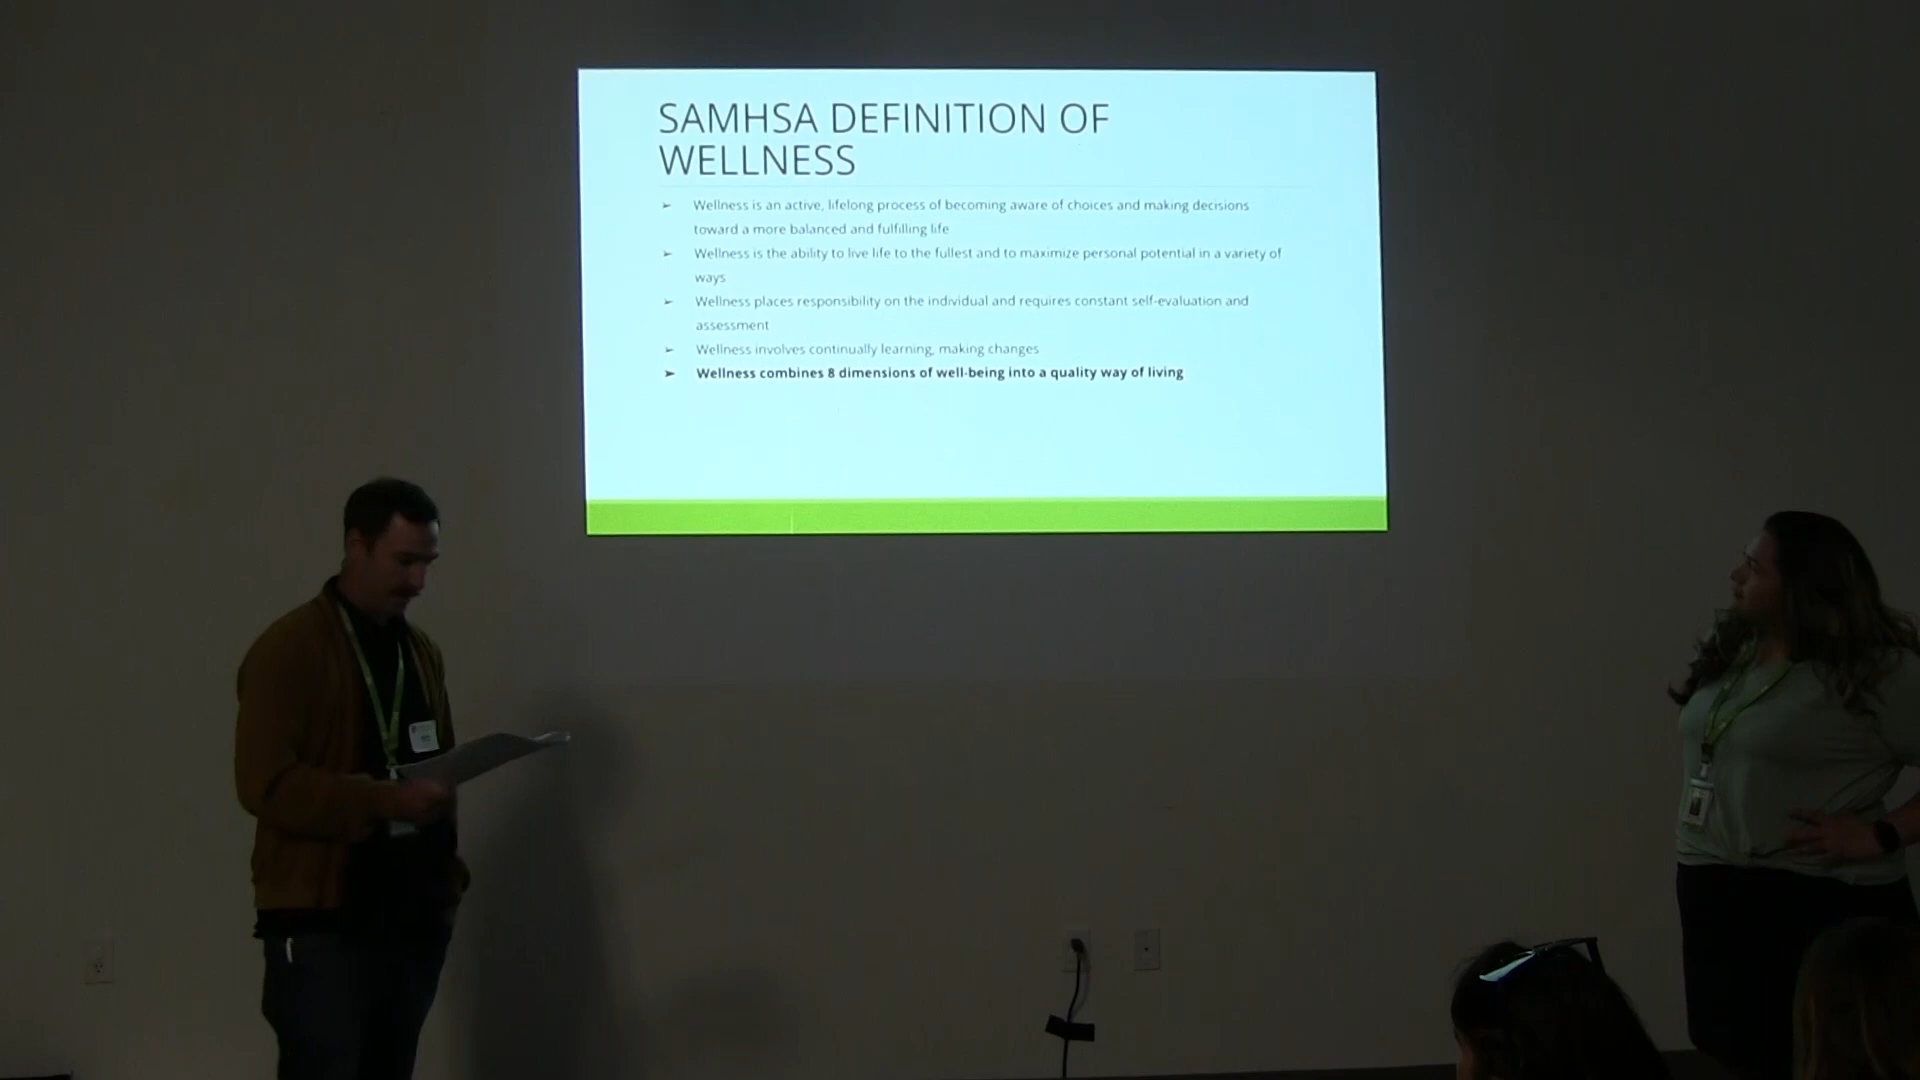 SAMHSA DEFINITION OF
WELLNESS
➢ Wellness is an active, lifelong process of becoming aware of choices and making decisions
toward a more balanced and fulfilling life
➢ Wellness is the ability to live life to the fullest and to maximize personal potential in a variety of
ways
➢ Wellness places responsibility on the individual and requires constant self-evaluation and
assessment
➢ Wellness involves continually learning, making changes
➢ Wellness combines 8 dimensions of well-being into a quality way of living